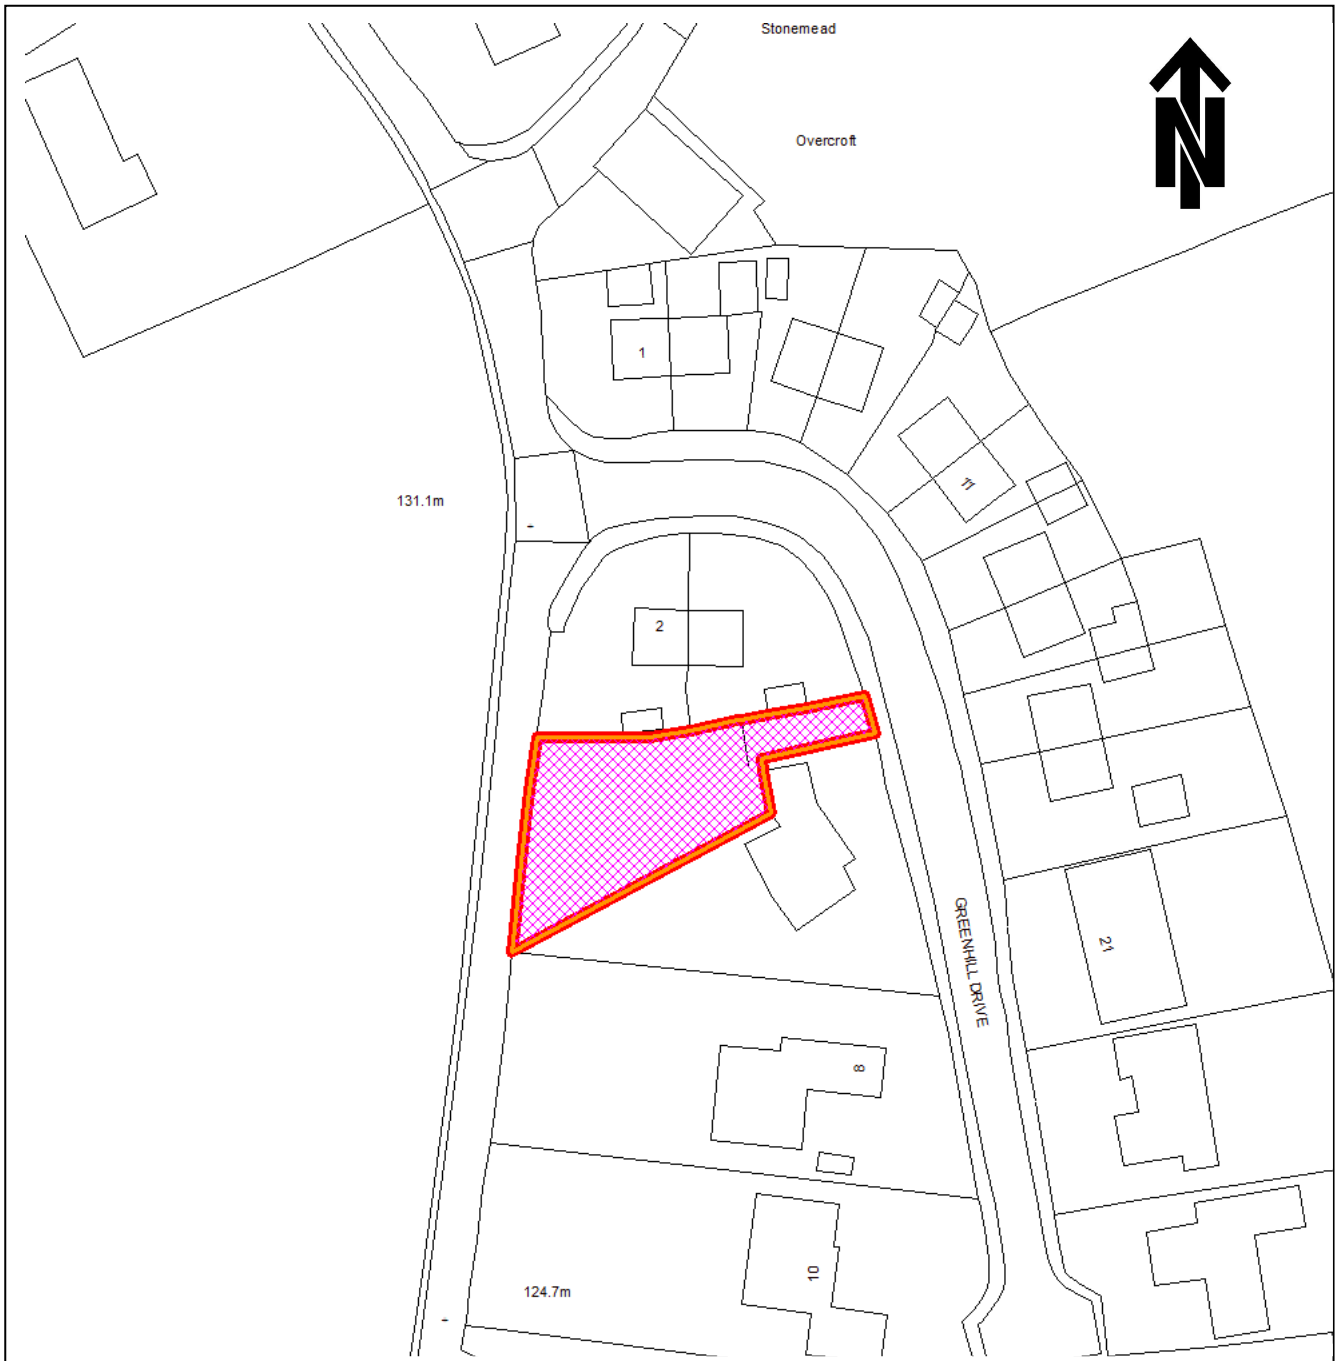 Stonemead
N
Overcroft
1
11
131.1m
2
GREENHILL DRIVE
21
8
10
124.7m